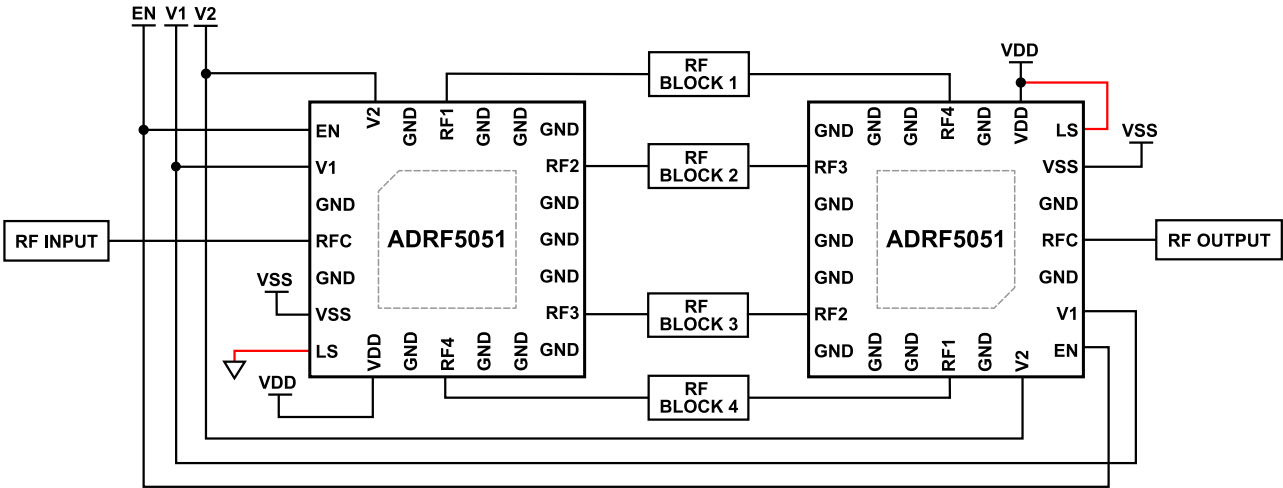 EN V1 V2
RF INPUT
EN
V1
GND
RFC
GND
VSS
LS
V2
GND
RF1
GND
GND
GND
RF2
GND
GND
GND
RF3
GND
VDD
GND
RF4
GND
GND
ADRF5051
VSS
VDD
RF
BLOCK 1
RF
BLOCK 2
RF
BLOCK 3
RF
BLOCK 4
VDD
GND
RF3
GND
GND
GND
RF2
GND
GND
GND
RF4
GND
VDD
LS
VSS
GND
RFC
GND
V1
EN
GND
GND
RF1
GND
V2
ADRF5051
VSS
RF OUTPUT